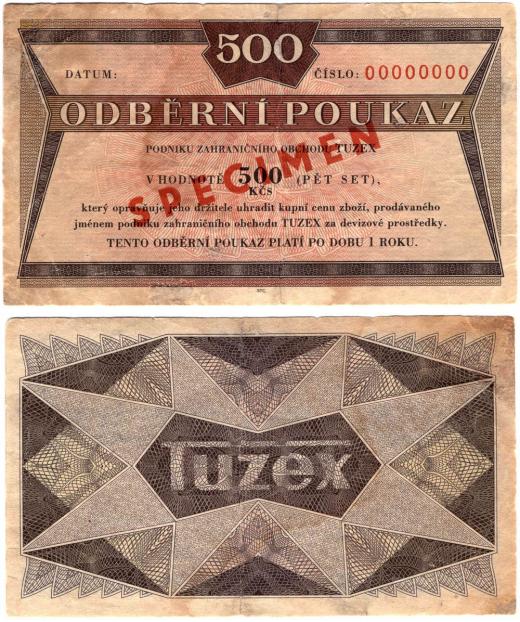 500
DATUM: ČÍSLO: 00000000
ODBĚRNÍ POUKAZ
PODNIKU ZAHRANIČNÍHO OBCHODU TUZEX
V HODNOTĚ 500 (PĚT SET),
KČS
SPECIMEN
který opravňuje jeho držitele uhradit kupní cenu zboží, prodávaného
jménem podniku zahraničního obchodu TUZEX za devizové prostředky.
TENTO ODBĚRNÍ POUKAZ PLATÍ PO DOBU 1 ROKU.
Tuzex